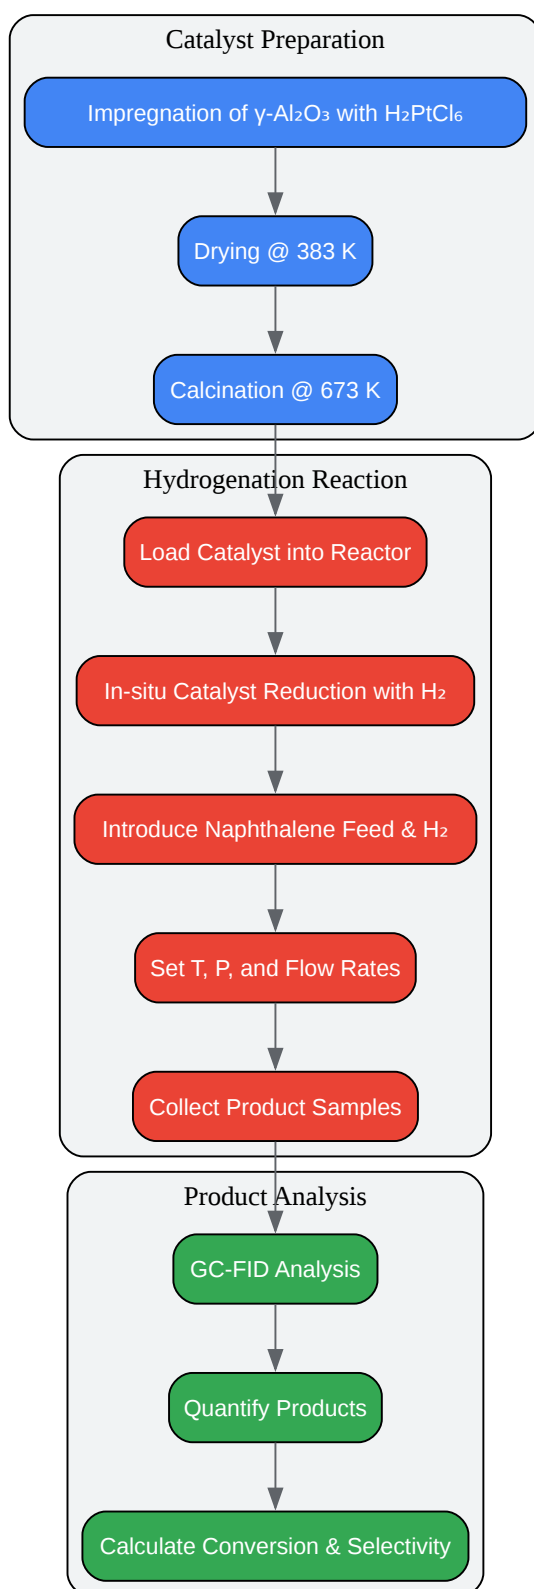 Catalyst Preparation
Impregnation of γ-Al₂O₃ with H₂PtCl₆
Drying @ 383 K
Calcination @ 673 K
Hydrogenation Reaction
Load Catalyst into Reactor
In-situ Catalyst Reduction with H₂
Introduce Naphthalene Feed & H₂
Set T, P, and Flow Rates
Collect Product Samples
Product Analysis
GC-FID Analysis
Quantify Products
Calculate Conversion & Selectivity